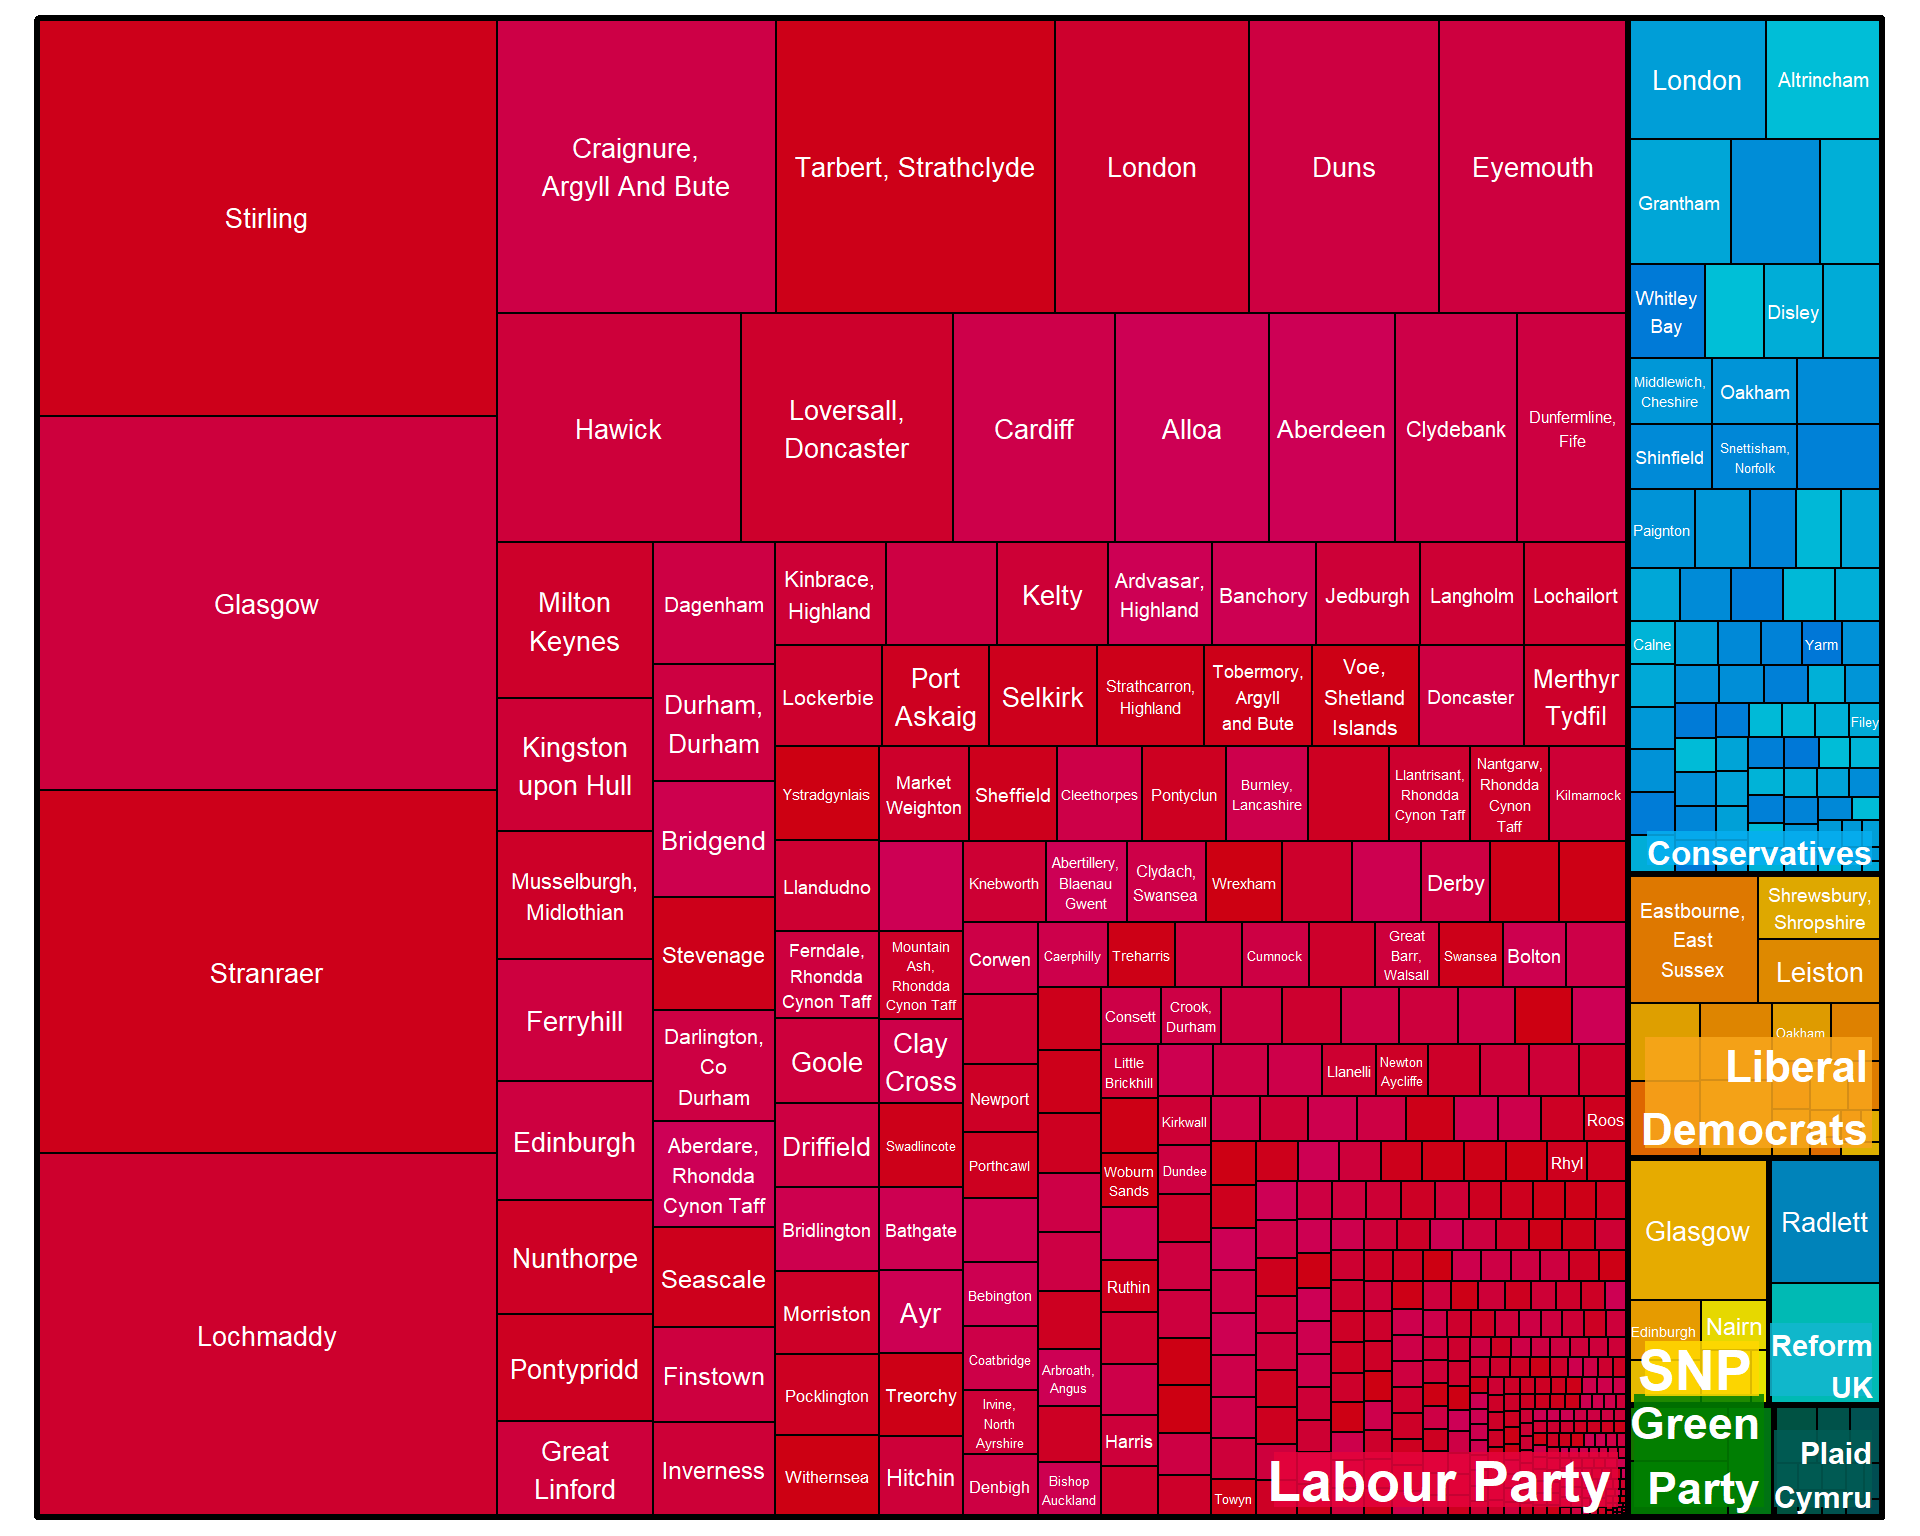 Stirling
Glasgow
Stranraer
Lochmaddy
Craignure,
Argyll And Bute
Tarbert, Strathclyde
London
Duns
Eyemouth
Hawick
Loversall,
Doncaster
Cardiff
Alloa
Aberdeen
Clydebank
Dunfermline,
Fife
Milton
Keynes
Kingston
upon Hull
Musselburgh,
Midlothian
Ferryhill
Edinburgh
Nunthorpe
Pontypridd
Great
Linford
Dagenham
Durham,
Durham
Bridgend
Stevenage
Darlington,
Co
Durham
Aberdare,
Rhondda
Cynon Taff
Seascale
Finstown
Inverness
Kinbrace,
Highland
Kelty
Ardvasar,
Highland
Banchory
Jedburgh
Langholm
Lochailort
Lockerbie
Port
Askaig
Selkirk
Strathcarron,
Highland
Tobermory,
Argyll
and Bute
Voe,
Shetland
Islands
Doncaster
Merthyr
Tydfil
Ystradgynlais
Market
Weighton
Sheffield
Cleethorpes
Pontyclun
Burnley,
Lancashire
Llantrisant,
Rhondda
Cynon Taff
Nantgarw,
Rhondda
Cynon
Taff
Kilmarnock
Llandudno
Ferndale,
Rhondda
Cynon Taff
Goole
Driffield
Bridlington
Morriston
Pocklington
Withernsea
Mountain
Ash,
Rhondda
Cynon Taff
Clay
Cross
Swadlincote
Bathgate
Ayr
Treorchy
Hitchin
Knebworth
Abertillery,
Blaenau
Gwent
Clydach,
Swansea
Wrexham
Derby
Corwen
Newport
Porthcawl
Bebington
Coatbridge
Irvine,
North
Ayrshire
Denbigh
Caerphilly
Treharris
Cumnock
Great
Barr,
Walsall
Swansea
Bolton
Arbroath,
Angus
Bishop
Auckland
Consett
Crook,
Durham
Little
Brickhill
Woburn
Sands
Ruthin
Harris
Llanelli
Newton
Aycliffe
Kirkwall
Dundee
Roos
Rhyl
Towyn
Labour Party
London
Altrincham
Grantham
Whitley
Bay
Disley
Middlewich,
Cheshire
Oakham
Shinfield
Snettisham,
Norfolk
Paignton
Calne
Yarm
Filey
Conservatives
Eastbourne,
East
Sussex
Shrewsbury,
Shropshire
Leiston
Oakham
Liberal
Democrats
Glasgow
Edinburgh
Nairn
SNP
Radlett
Reform
UK
Green
Party
Plaid
Cymru